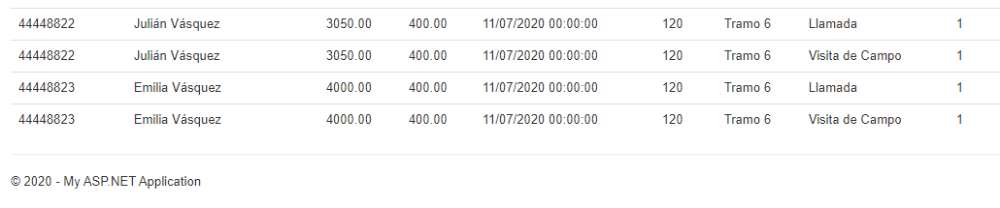 44448822 Julián Vásquez 3050.00 400.00 11/07/2020 00:00:00 120 Tramo 6 Llamada 1
44448822 Julián Vásquez 3050.00 400.00 11/07/2020 00:00:00 120 Tramo 6 Visita de Campo 1
44448823 Emilia Vásquez 4000.00 400.00 11/07/2020 00:00:00 120 Tramo 6 Llamada 1
44448823 Emilia Vásquez 4000.00 400.00 11/07/2020 00:00:00 120 Tramo 6 Visita de Campo 1
© 2020 - My ASP.NET Application